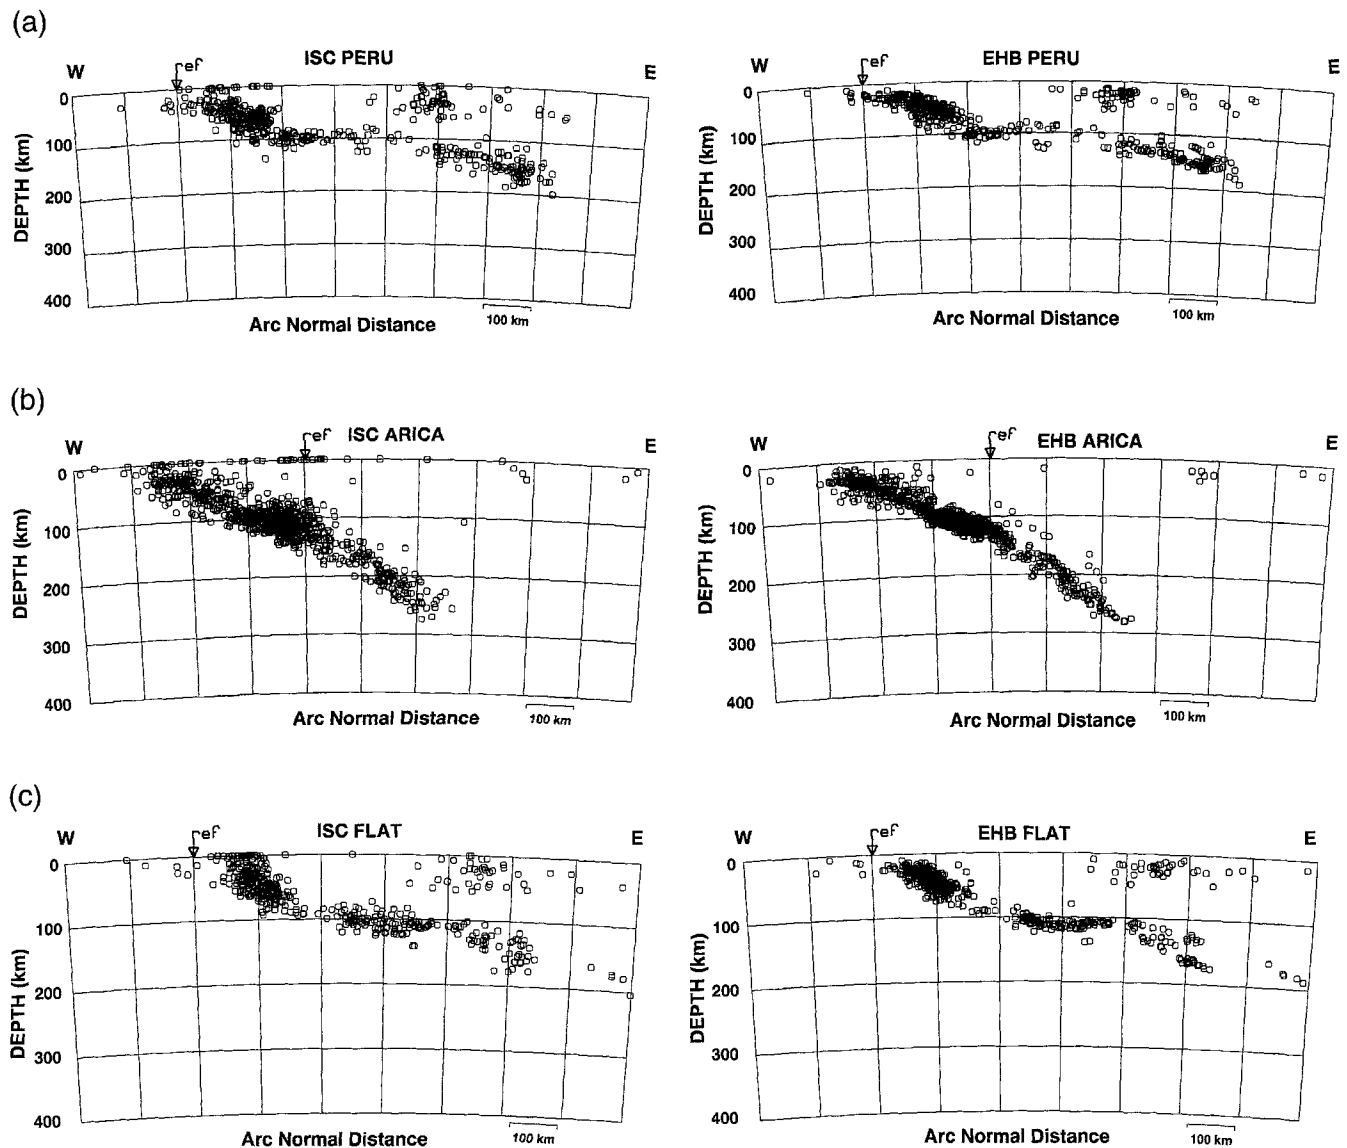 (a)
ISC PERU
W
ref
E
0
100
200
300
400
DEPTH (km)
Arc Normal Distance
100 km
EHB PERU
W
ref
E
0
100
200
300
400
DEPTH (km)
Arc Normal Distance
100 km
(b)
ISC ARICA
W
ref
E
0
100
200
300
400
DEPTH (km)
Arc Normal Distance
100 km
EHB ARICA
W
ref
E
0
100
200
300
400
DEPTH (km)
Arc Normal Distance
100 km
(c)
ISC FLAT
W
ref
E
0
100
200
300
400
DEPTH (km)
Arc Normal Distance
100 km
EHB FLAT
W
ref
E
0
100
200
300
400
DEPTH (km)
Arc Normal Distance
100 km